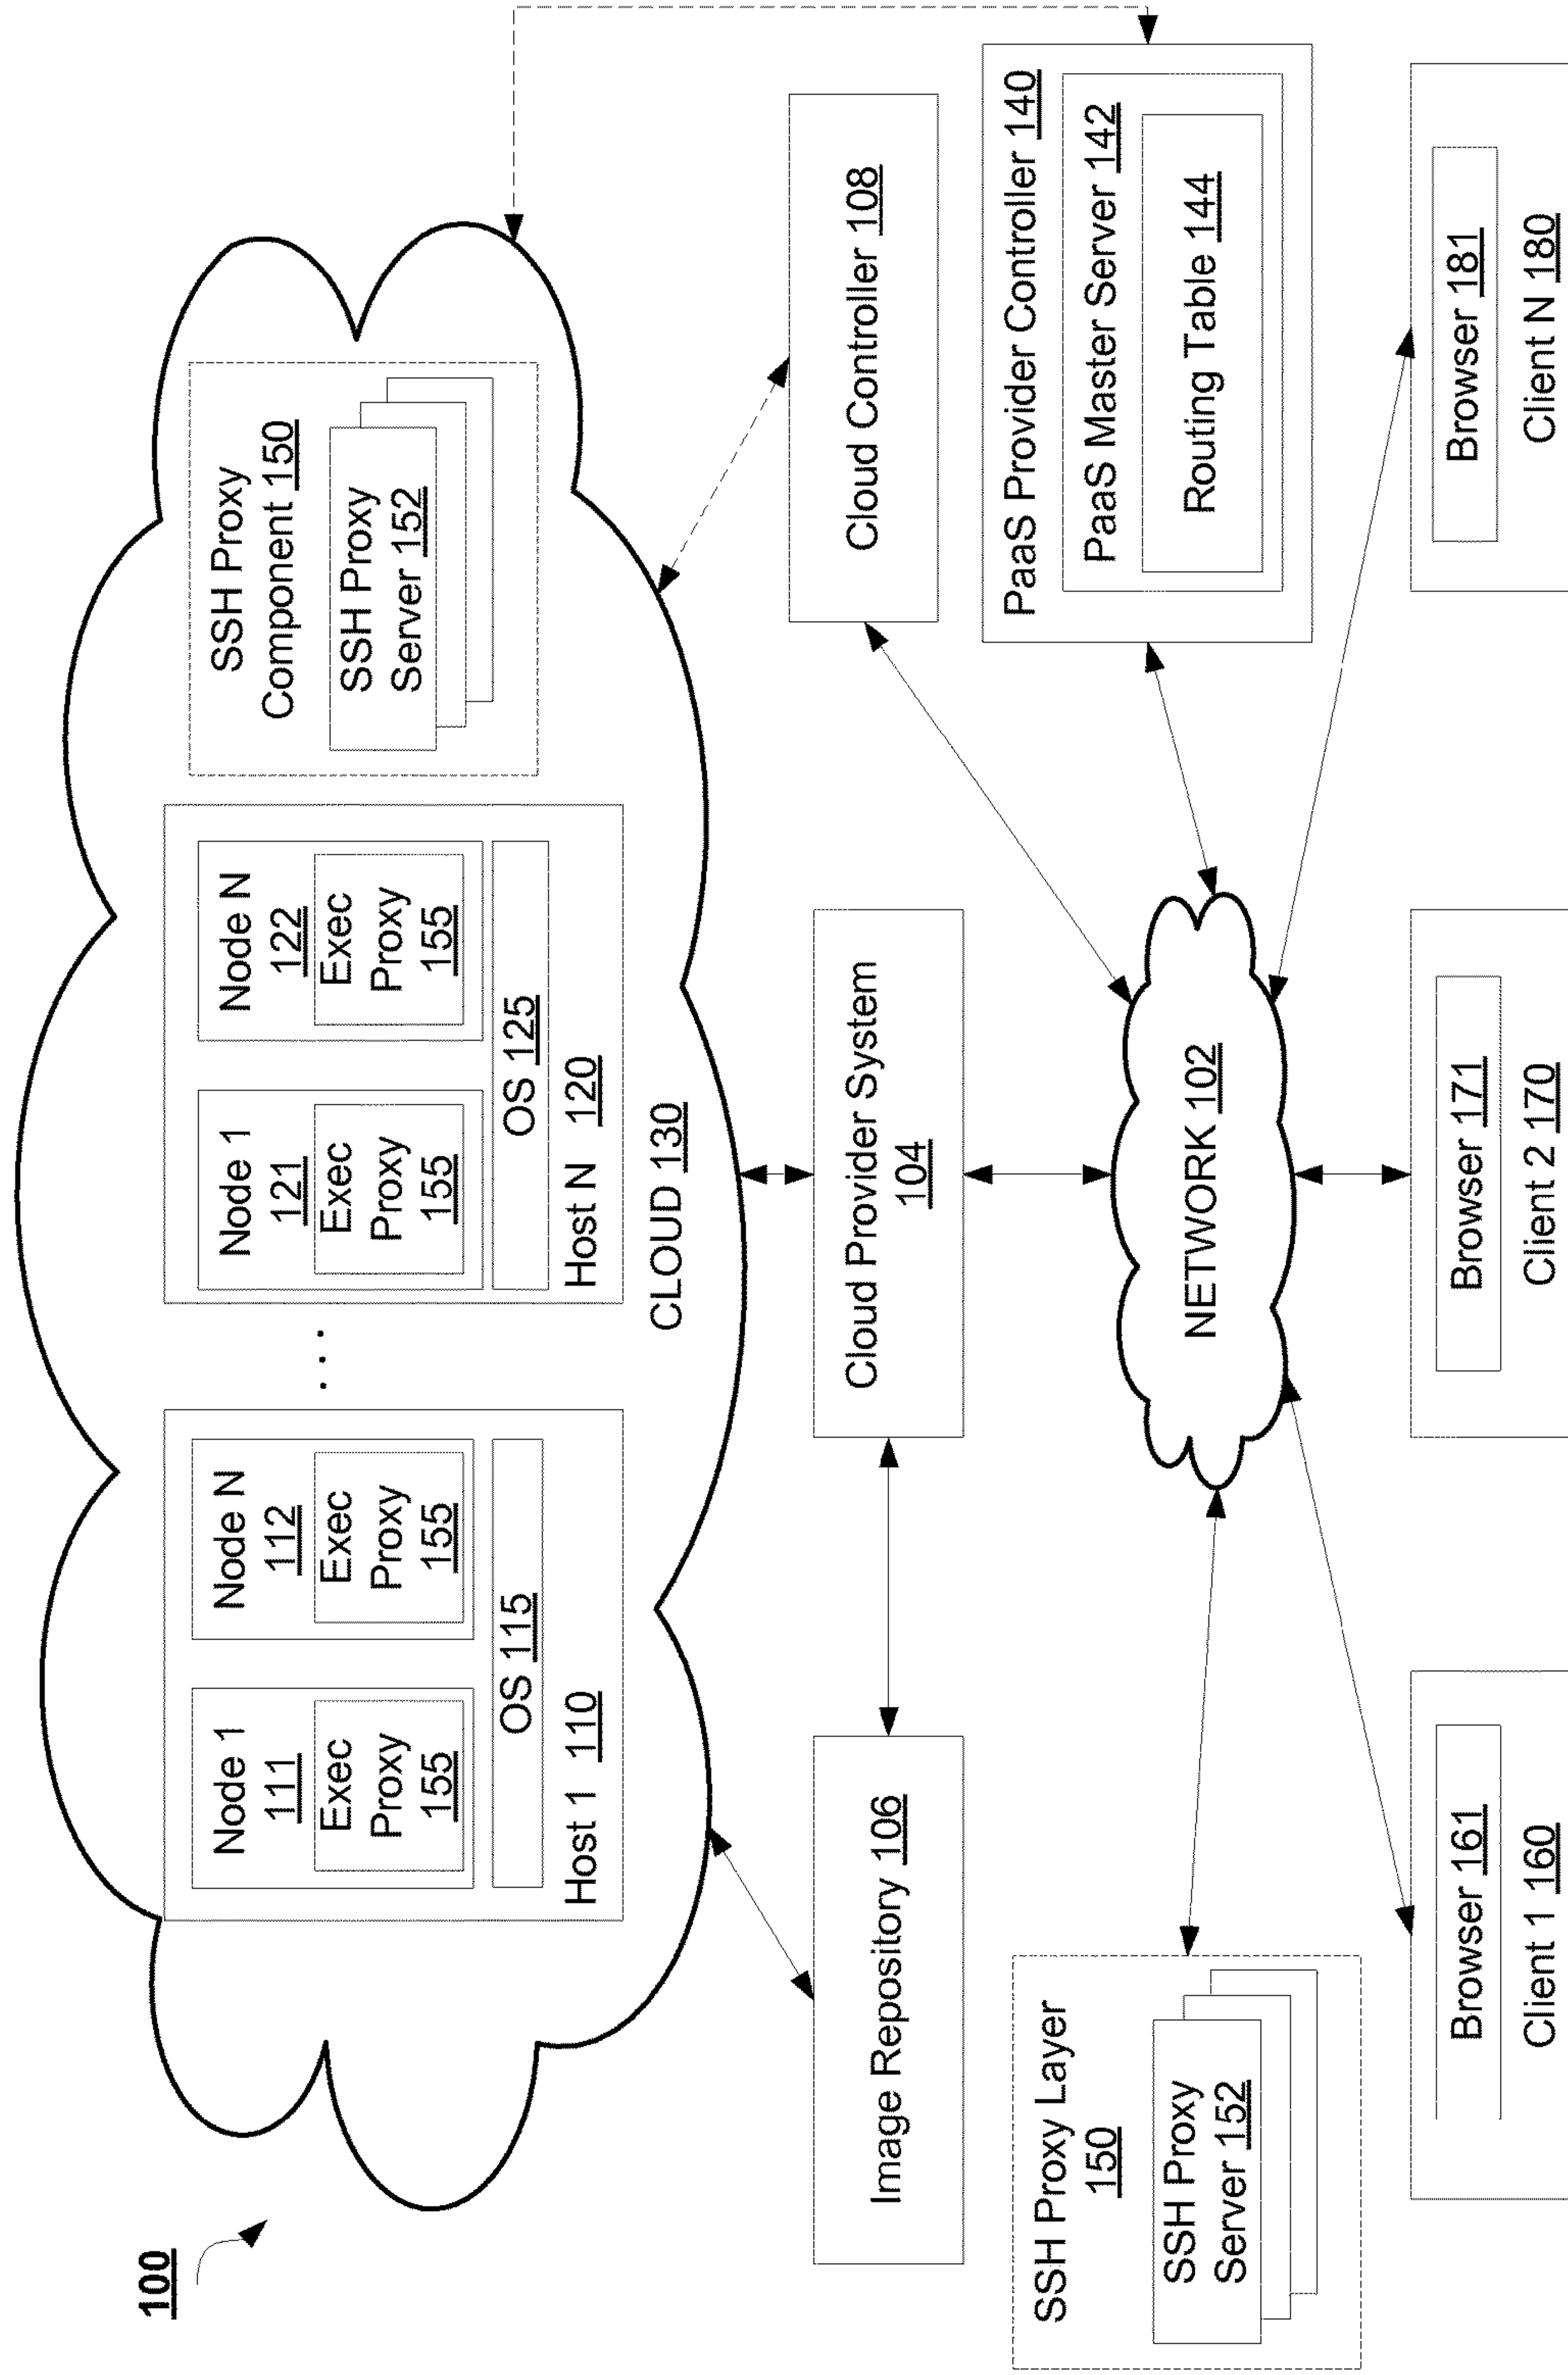 100
Node 1
111
Exec
Proxy
155
Node N
112
Exec
Proxy
155
OS 115
Host 1 110
. . .
Node 1
121
Exec
Proxy
155
Node N
122
Exec
Proxy
155
OS 125
Host N 120
CLOUD 130
SSH Proxy
Component 150
SSH Proxy
Server 152
Image Repository 106
Cloud Provider System
104
Cloud Controller 108
SSH Proxy Layer
150
SSH Proxy
Server 152
NETWORK 102
PaaS Provider Controller 140
PaaS Master Server 142
Routing Table 144
Browser 161
Client 1 160
Browser 171
Client 2 170
Browser 181
Client N 180